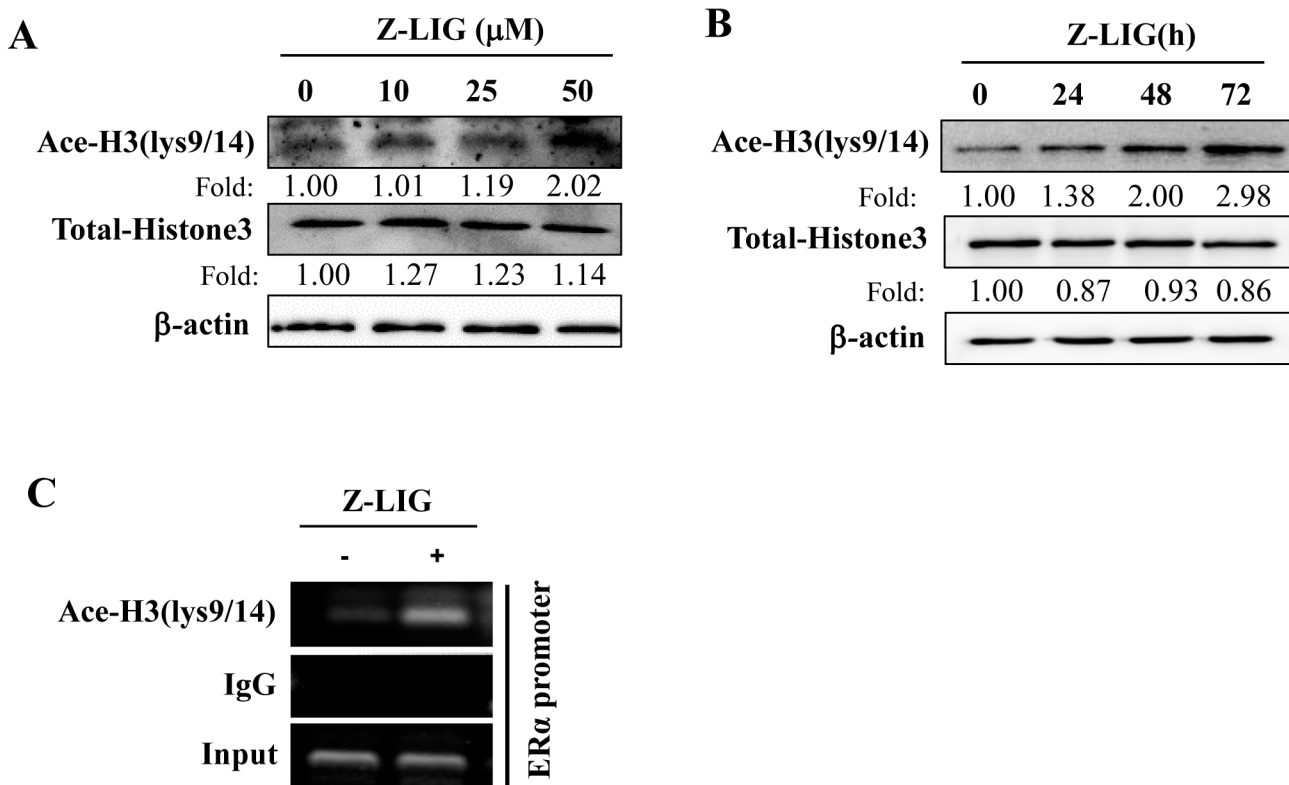 A
Z-LIG (μM)
0 10 25 50
Ace-H3(lys9/14)
Fold: 1.00 1.01 1.19 2.02
Total-Histone3
Fold: 1.00 1.27 1.23 1.14
β-actin
B
Z-LIG(h)
0 24 48 72
Ace-H3(lys9/14)
Fold: 1.00 1.38 2.00 2.98
Total-Histone3
Fold: 1.00 0.87 0.93 0.86
β-actin
C
Z-LIG
- +
Ace-H3(lys9/14)
IgG
Input
ERα promoter